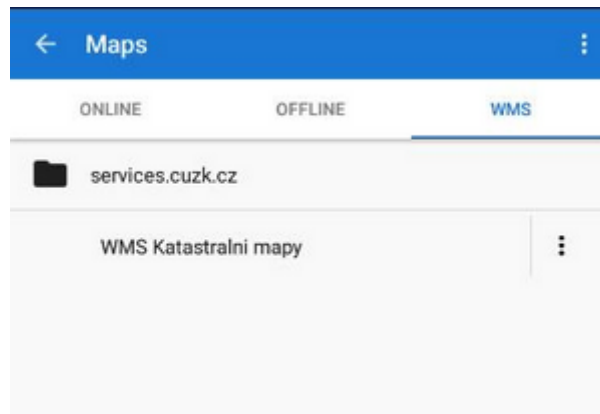 Maps
ONLINE OFFLINE WMS
services.cuzk.cz
WMS Katastralni mapy